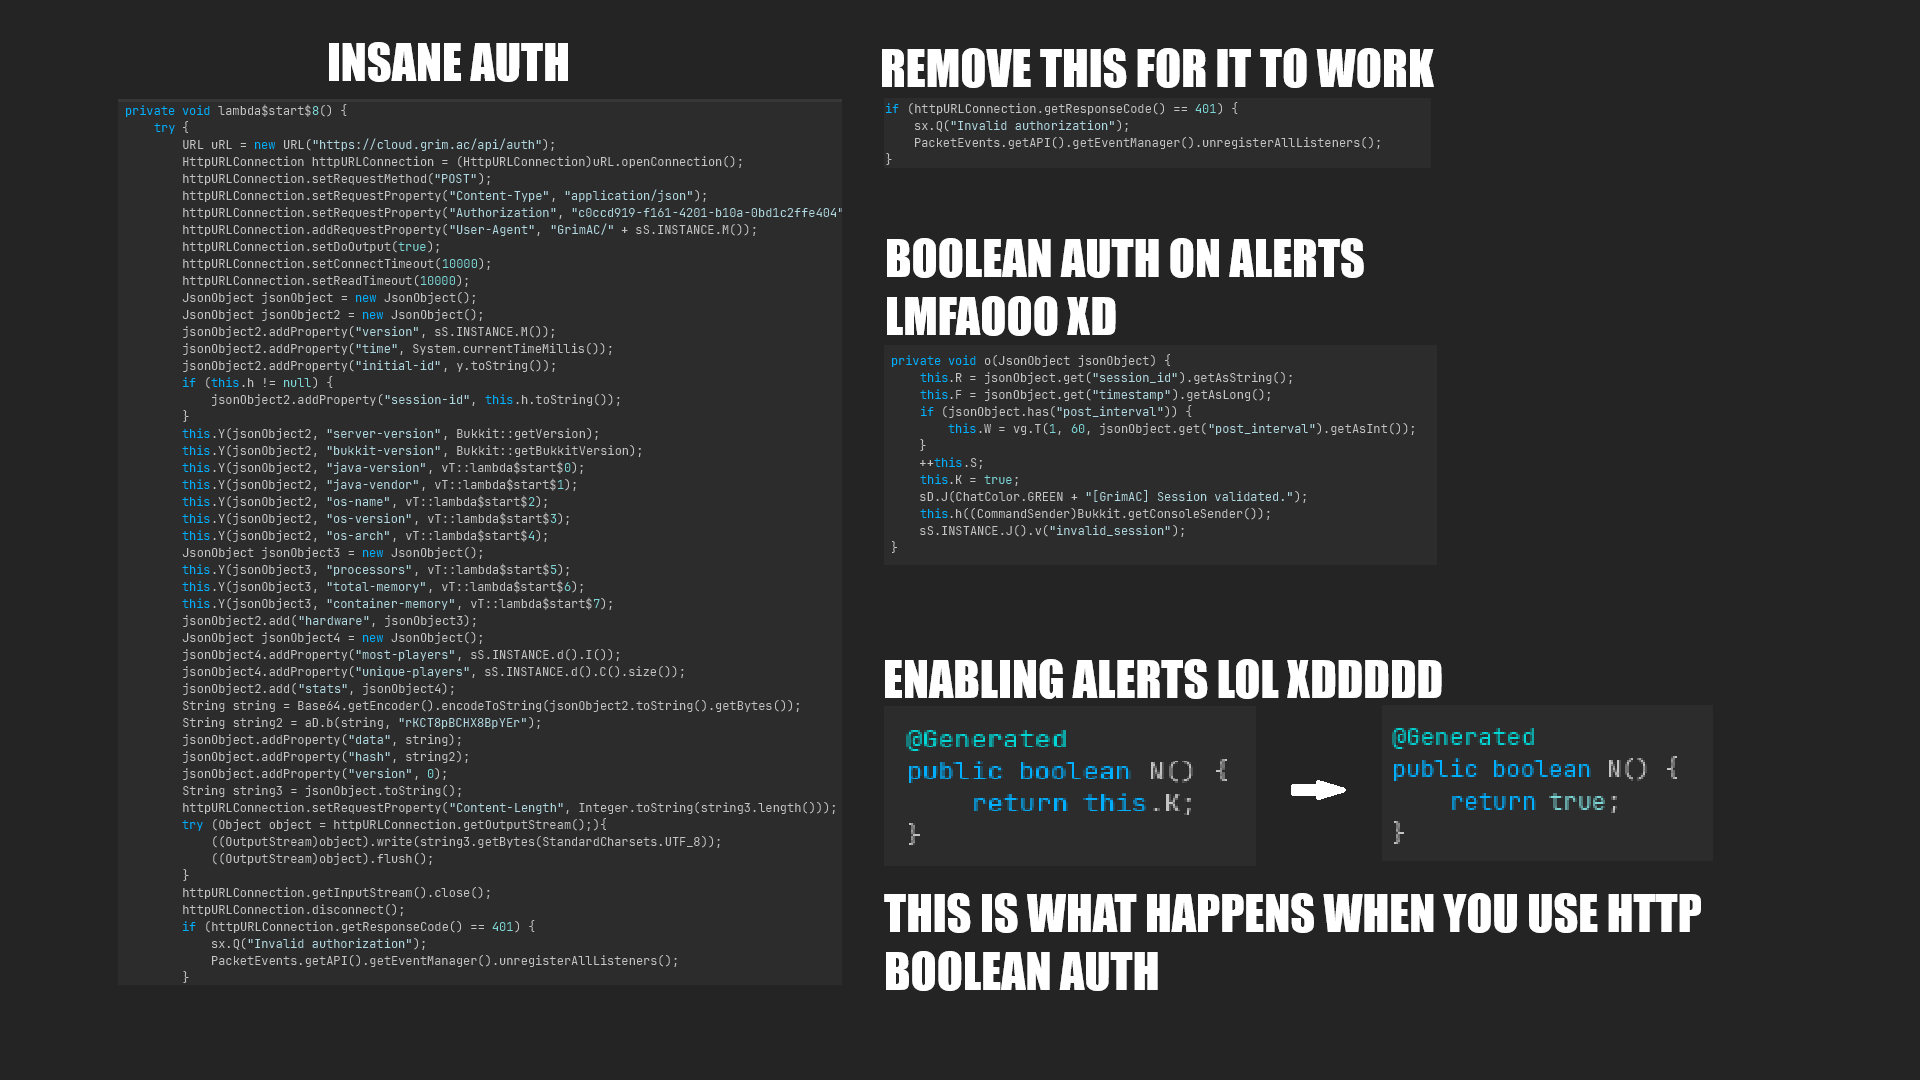 INSANE AUTH
private void lambda$start$8() {
    try {
        URL uRL = new URL("https://cloud.grim.ac/api/auth");
        HttpURLConnection httpURLConnection = (HttpURLConnection)uRL.openConnection();
        httpURLConnection.setRequestMethod("POST");
        httpURLConnection.setRequestProperty("Content-Type", "application/json");
        httpURLConnection.setRequestProperty("Authorization", "c0ccd919-f161-4201-b10a-0bd1c2ffe404"
        httpURLConnection.addRequestProperty("User-Agent", "GrimAC/" + sS.INSTANCE.M());
        httpURLConnection.setDoOutput(true);
        httpURLConnection.setConnectTimeout(10000);
        httpURLConnection.setReadTimeout(10000);
        JsonObject jsonObject = new JsonObject();
        JsonObject jsonObject2 = new JsonObject();
        jsonObject2.addProperty("version", sS.INSTANCE.M());
        jsonObject2.addProperty("time", System.currentTimeMillis());
        jsonObject2.addProperty("initial-id", y.toString());
        if (this.h != null) {
            jsonObject2.addProperty("session-id", this.h.toString());
        }
        this.Y(jsonObject2, "server-version", Bukkit::getVersion);
        this.Y(jsonObject2, "bukkit-version", Bukkit::getBukkitVersion);
        this.Y(jsonObject2, "java-version", vT::lambda$start$0);
        this.Y(jsonObject2, "java-vendor", vT::lambda$start$1);
        this.Y(jsonObject2, "os-name", vT::lambda$start$2);
        this.Y(jsonObject2, "os-version", vT::lambda$start$3);
        this.Y(jsonObject2, "os-arch", vT::lambda$start$4);
        JsonObject jsonObject3 = new JsonObject();
        this.Y(jsonObject3, "processors", vT::lambda$start$5);
        this.Y(jsonObject3, "total-memory", vT::lambda$start$6);
        this.Y(jsonObject3, "container-memory", vT::lambda$start$7);
        jsonObject2.add("hardware", jsonObject3);
        JsonObject jsonObject4 = new JsonObject();
        jsonObject4.addProperty("most-players", sS.INSTANCE.d().I());
        jsonObject4.addProperty("unique-players", sS.INSTANCE.d().C().size());
        jsonObject2.add("stats", jsonObject4);
        String string = Base64.getEncoder().encodeToString(jsonObject2.toString().getBytes());
        String string2 = aD.b(string, "rKCT8pBCHX8BpYEr");
        jsonObject.addProperty("data", string);
        jsonObject.addProperty("hash", string2);
        jsonObject.addProperty("version", 0);
        String string3 = jsonObject.toString();
        httpURLConnection.setRequestProperty("Content-Length", Integer.toString(string3.length()));
        try (Object object = httpURLConnection.getOutputStream();){
            ((OutputStream)object).write(string3.getBytes(StandardCharsets.UTF_8));
            ((OutputStream)object).flush();
        }
        httpURLConnection.getInputStream().close();
        httpURLConnection.disconnect();
        if (httpURLConnection.getResponseCode() == 401) {
            sx.Q("Invalid authorization");
            PacketEvents.getAPI().getEventManager().unregisterAllListeners();
        }
REMOVE THIS FOR IT TO WORK
if (httpURLConnection.getResponseCode() == 401) {
    sx.Q("Invalid authorization");
    PacketEvents.getAPI().getEventManager().unregisterAllListeners();
}
BOOLEAN AUTH ON ALERTS
LMFAOOO XD
private void o(JsonObject jsonObject) {
    this.R = jsonObject.get("session_id").getAsString();
    this.F = jsonObject.get("timestamp").getAsLong();
    if (jsonObject.has("post_interval")) {
        this.W = vg.T(1, 60, jsonObject.get("post_interval").getAsInt());
    }
    ++this.S;
    this.K = true;
    sD.J(ChatColor.GREEN + "[GrimAC] Session validated.");
    this.h((CommandSender)Bukkit.getConsoleSender());
    sS.INSTANCE.J().v("invalid_session");
}
ENABLING ALERTS LOL XDDDDD
@Generated
public boolean N() {
    return this.K;
}
@Generated
public boolean N() {
    return true;
}
THIS IS WHAT HAPPENS WHEN YOU USE HTTP
BOOLEAN AUTH